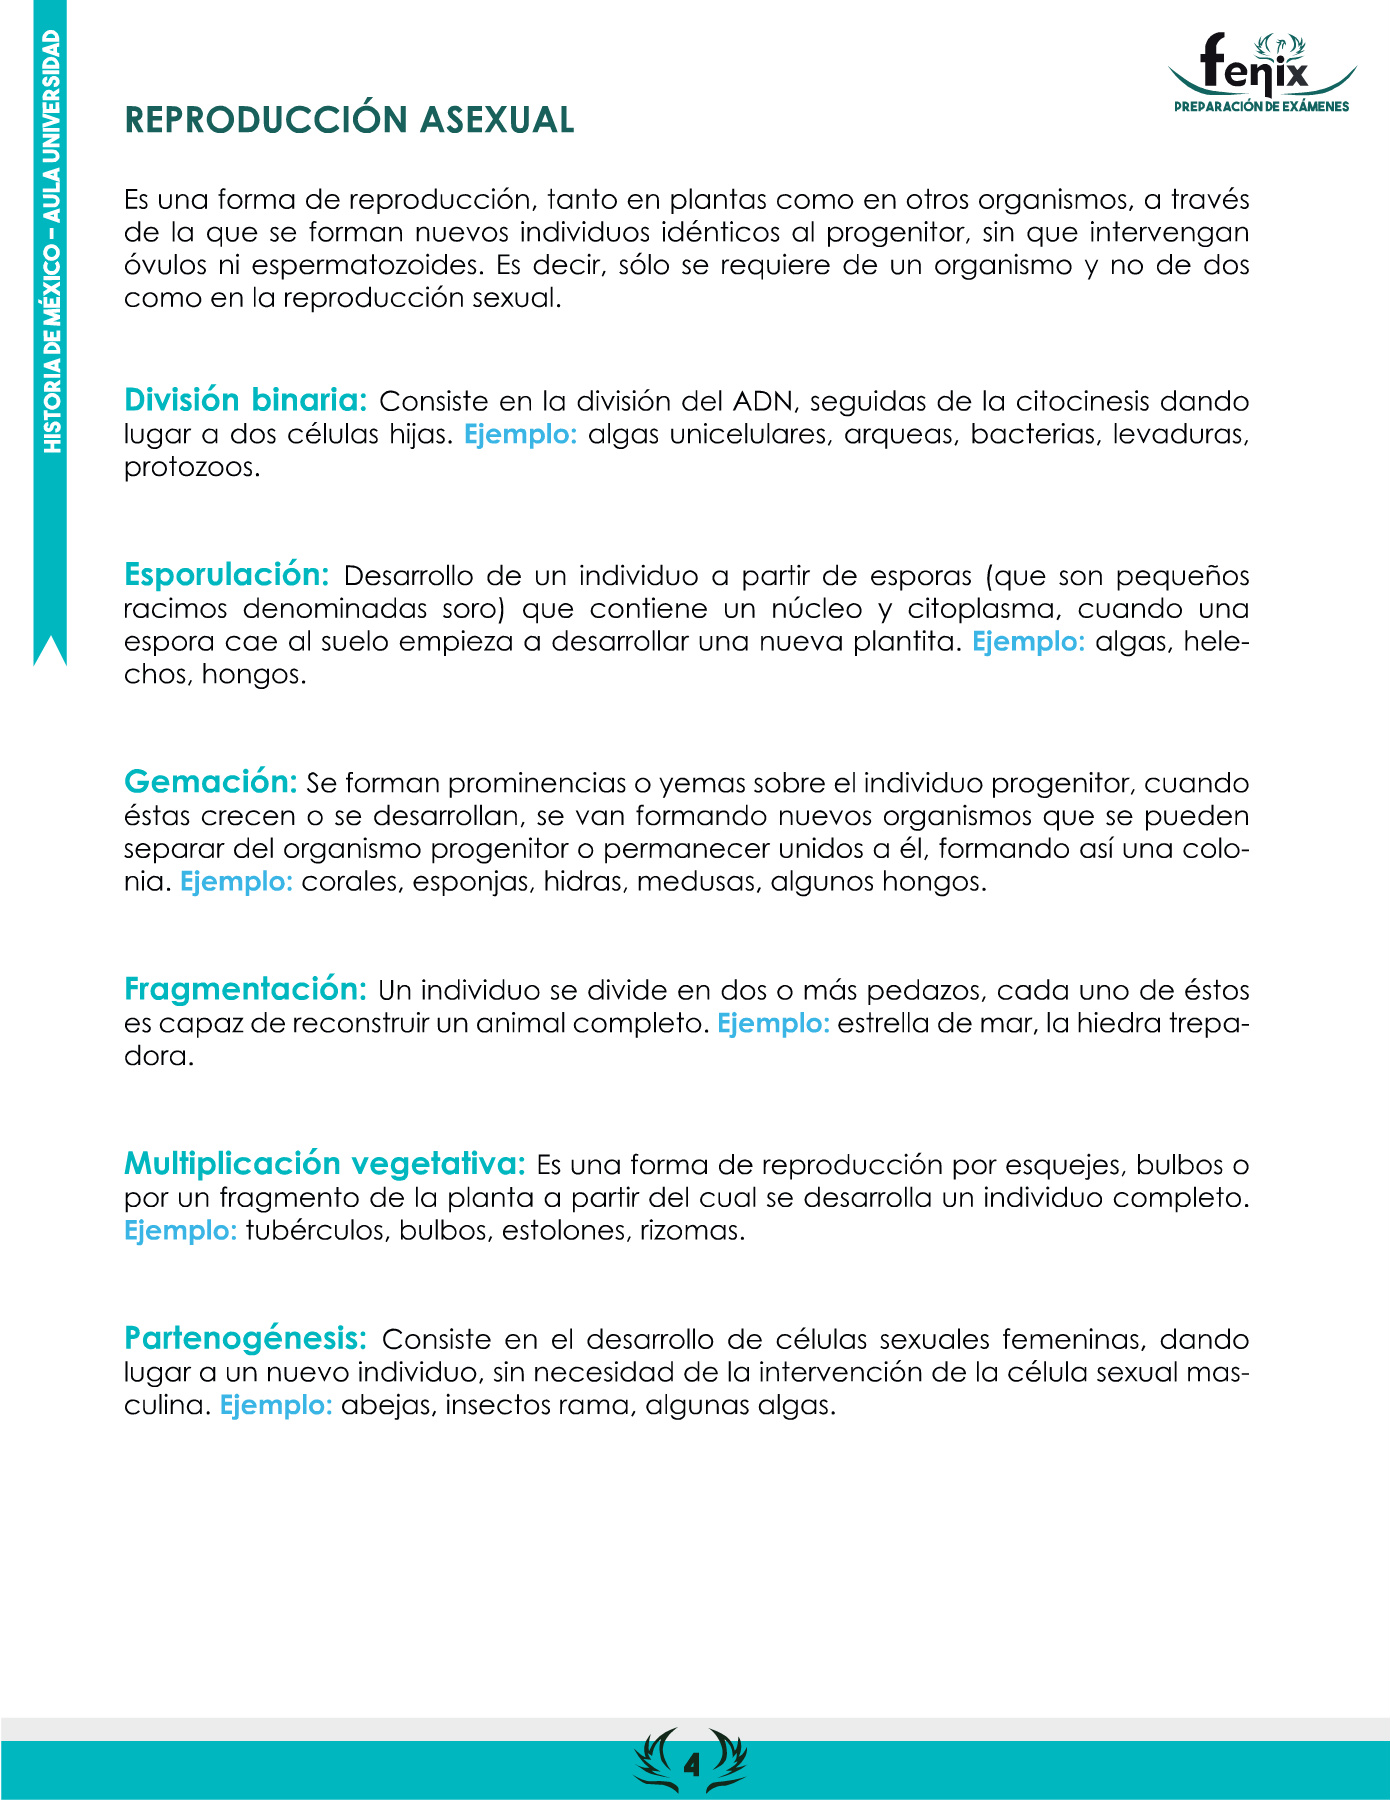 HISTORIA DE MÉXICO – AULA UNIVERSIDAD
fenix
PREPARACIÓN DE EXÁMENES
REPRODUCCIÓN ASEXUAL
Es una forma de reproducción, tanto en plantas como en otros organismos, a través
de la que se forman nuevos individuos idénticos al progenitor, sin que intervengan
óvulos ni espermatozoides. Es decir, sólo se requiere de un organismo y no de dos
como en la reproducción sexual.
División binaria: Consiste en la división del ADN, seguidas de la citocinesis dando
lugar a dos células hijas. Ejemplo: algas unicelulares, arqueas, bacterias, levaduras,
protozoos.
Esporulación: Desarrollo de un individuo a partir de esporas (que son pequeños
racimos denominadas soro) que contiene un núcleo y citoplasma, cuando una
espora cae al suelo empieza a desarrollar una nueva plantita. Ejemplo: algas, hele-
chos, hongos.
Gemación: Se forman prominencias o yemas sobre el individuo progenitor, cuando
éstas crecen o se desarrollan, se van formando nuevos organismos que se pueden
separar del organismo progenitor o permanecer unidos a él, formando así una colo-
nia. Ejemplo: corales, esponjas, hidras, medusas, algunos hongos.
Fragmentación: Un individuo se divide en dos o más pedazos, cada uno de éstos
es capaz de reconstruir un animal completo. Ejemplo: estrella de mar, la hiedra trepa-
dora.
Multiplicación vegetativa: Es una forma de reproducción por esquejes, bulbos o
por un fragmento de la planta a partir del cual se desarrolla un individuo completo.
Ejemplo: tubérculos, bulbos, estolones, rizomas.
Partenogénesis: Consiste en el desarrollo de células sexuales femeninas, dando
lugar a un nuevo individuo, sin necesidad de la intervención de la célula sexual mas-
culina. Ejemplo: abejas, insectos rama, algunas algas.
4